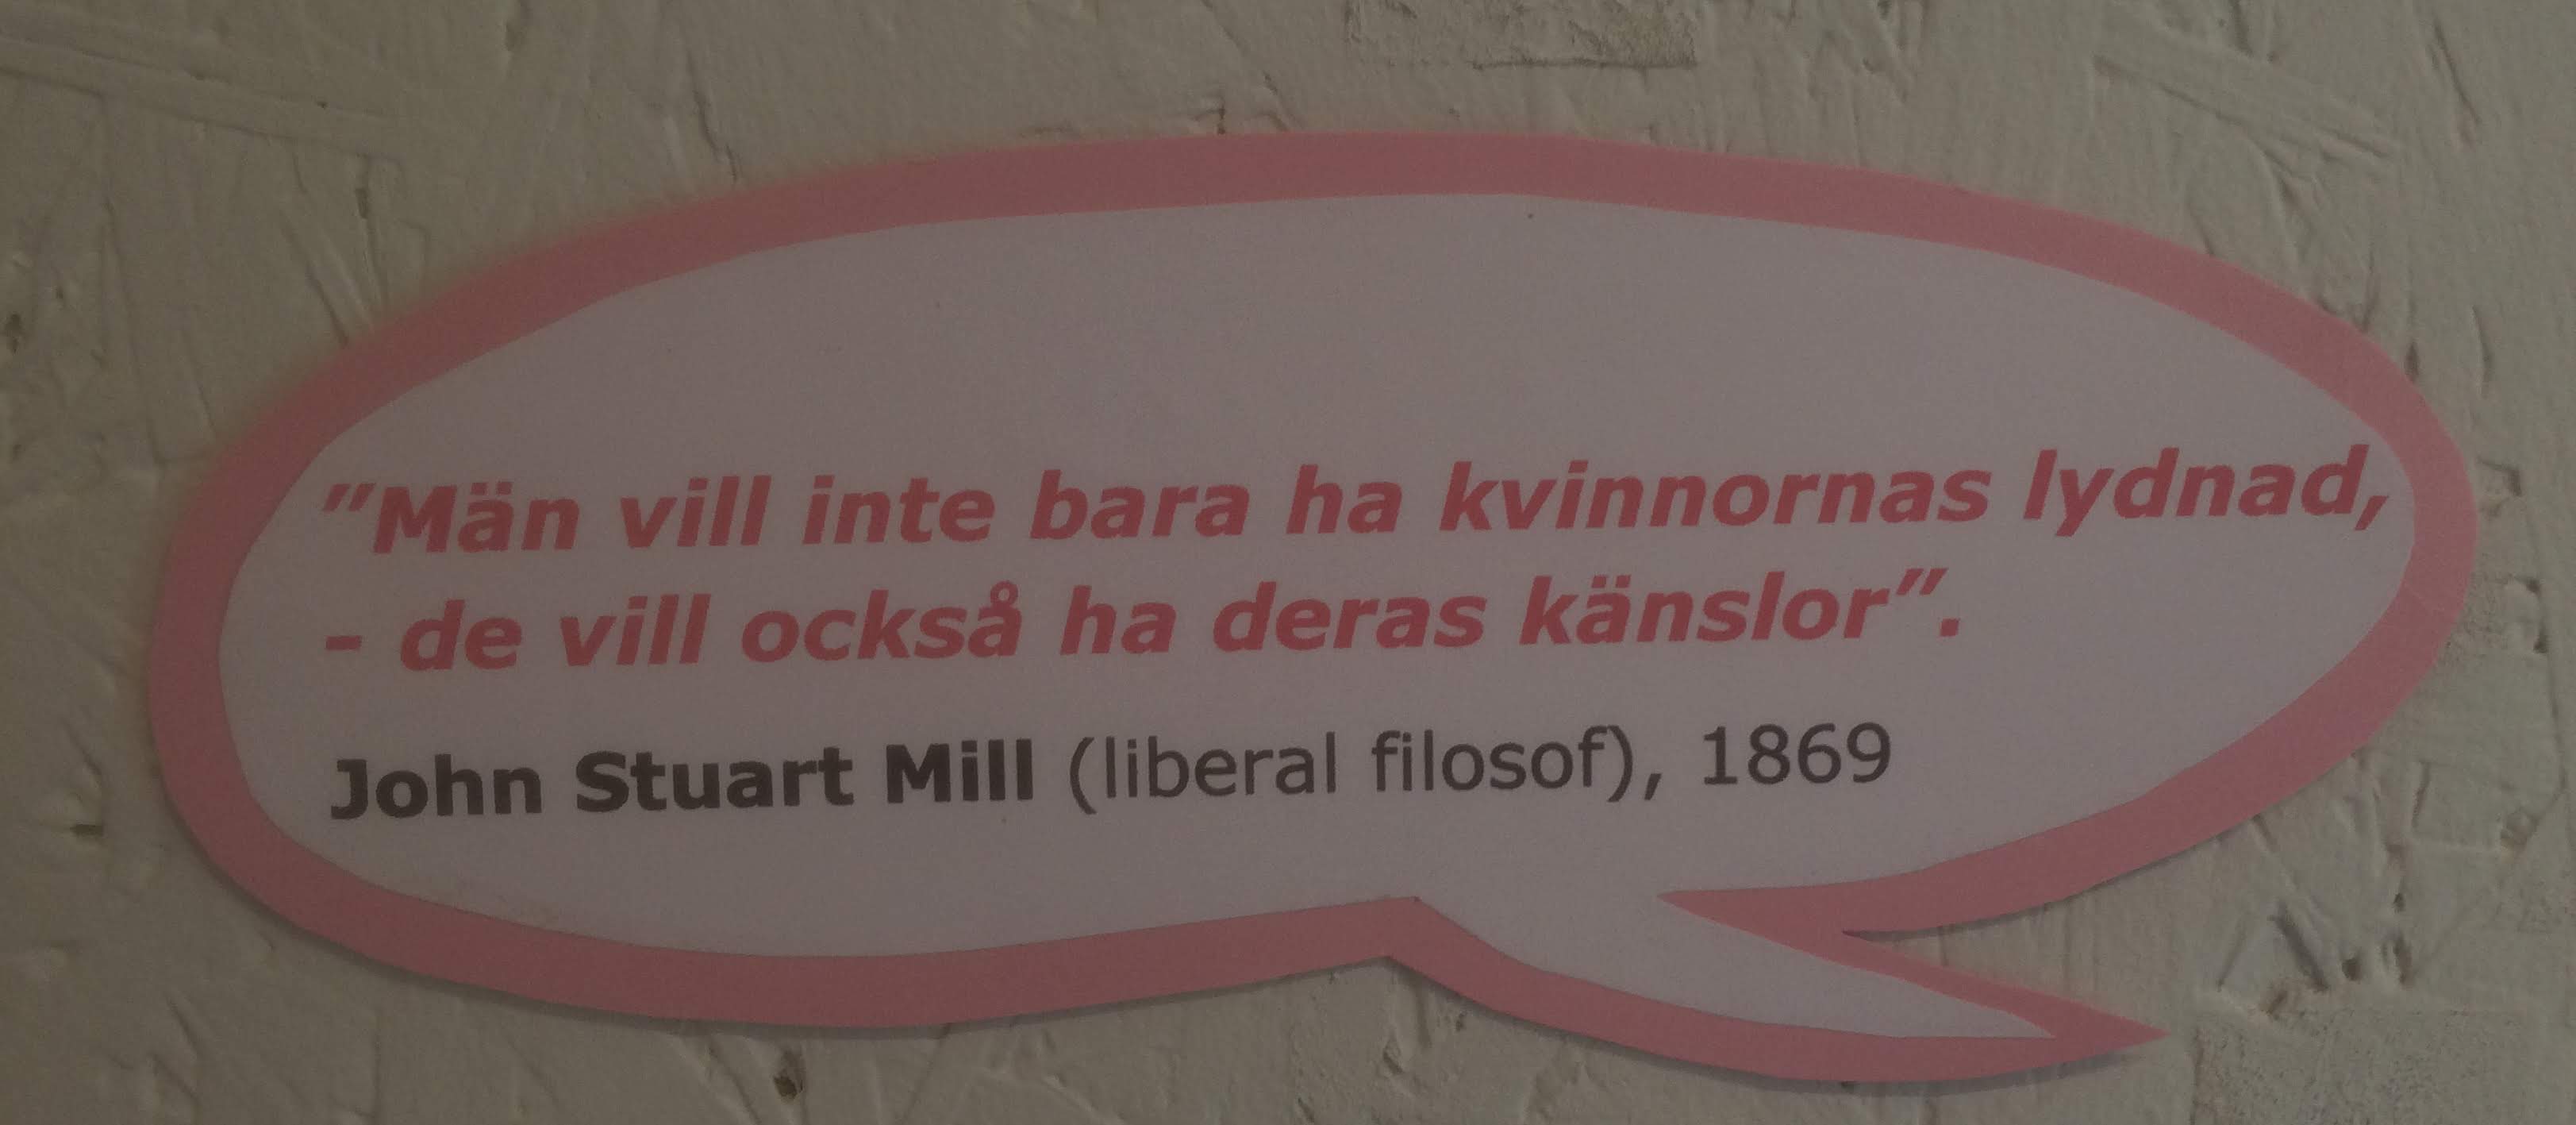 ”Män vill inte bara ha kvinnornas lydnad,
- de vill också ha deras känslor”.
John Stuart Mill (liberal filosof), 1869